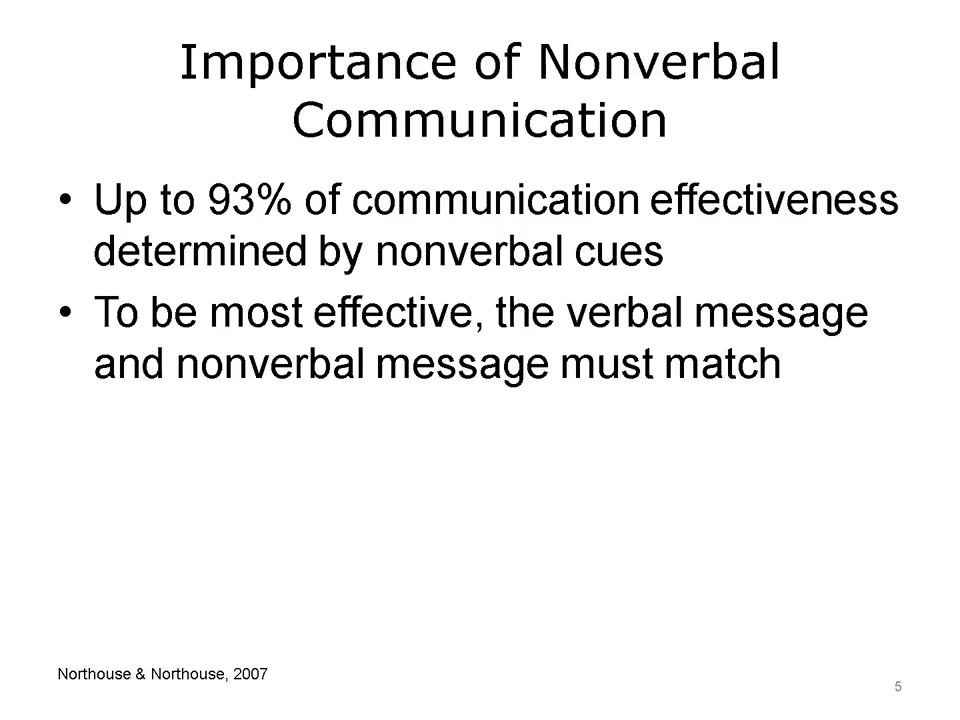 Importance of Nonverbal
Communication
• Up to 93% of communication effectiveness
determined by nonverbal cues
• To be most effective, the verbal message
and nonverbal message must match
Northouse & Northouse, 2007
5